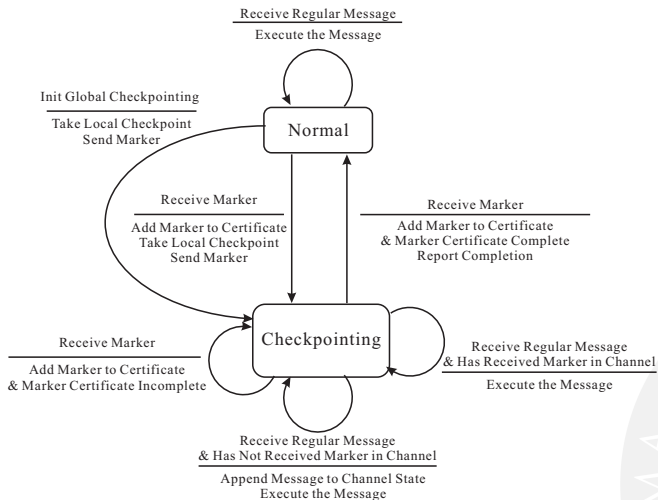 Receive Regular Message
Execute the Message
Init Global Checkpointing
Take Local Checkpoint
Send Marker
Normal
Receive Marker
Add Marker to Certificate
Take Local Checkpoint
Send Marker
Receive Marker
Add Marker to Certificate
& Marker Certificate Complete
Report Completion
Checkpointing
Receive Marker
Add Marker to Certificate
& Marker Certificate Incomplete
Receive Regular Message
& Has Received Marker in Channel
Execute the Message
Receive Regular Message
& Has Not Received Marker in Channel
Append Message to Channel State
Execute the Message